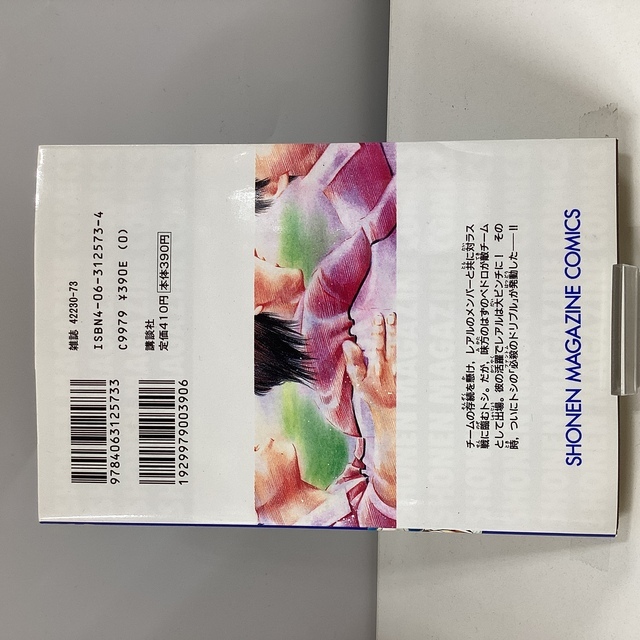 SHONEN MAGAZINE COMICS
チームの存続を懸け、レアルのメンバーと共に対ラス
戦に臨むトシ。だが、味方のはずのペドロが敵チーム
として出場。彼の活躍でレアルは大ピンチに！ その
時、ついにトシの「必殺のドリブル」が発動した──!!
雑誌 42230-73
ISBN4-06-312573-4
C9979 ¥390E (0)
講談社
定価410円 本体390円
9784063125733
1929979003906